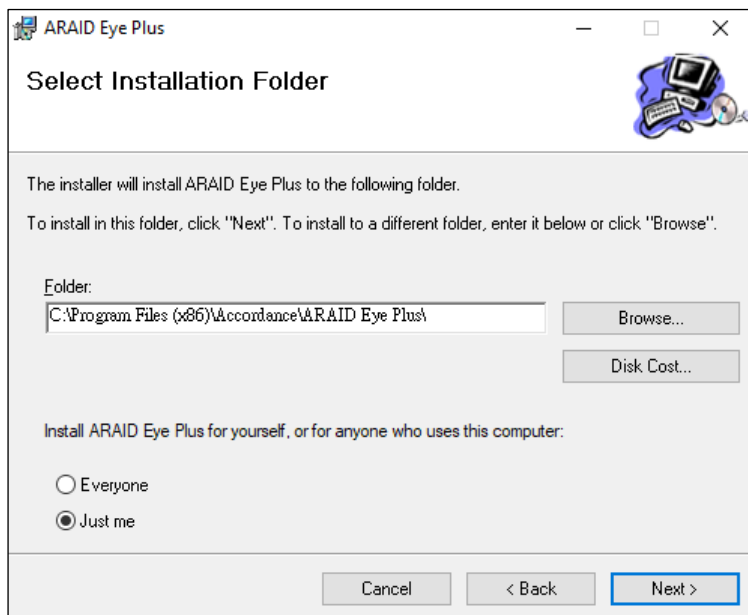 ARAID Eye Plus
Select Installation Folder
The installer will install ARAID Eye Plus to the following folder.
To install in this folder, click "Next". To install to a different folder, enter it below or click "Browse".
Folder:
C:\Program Files (x86)\Accordance\ARAID Eye Plus\
Browse...
Disk Cost...
Install ARAID Eye Plus for yourself, or for anyone who uses this computer:
Everyone
Just me
Cancel
< Back
Next >